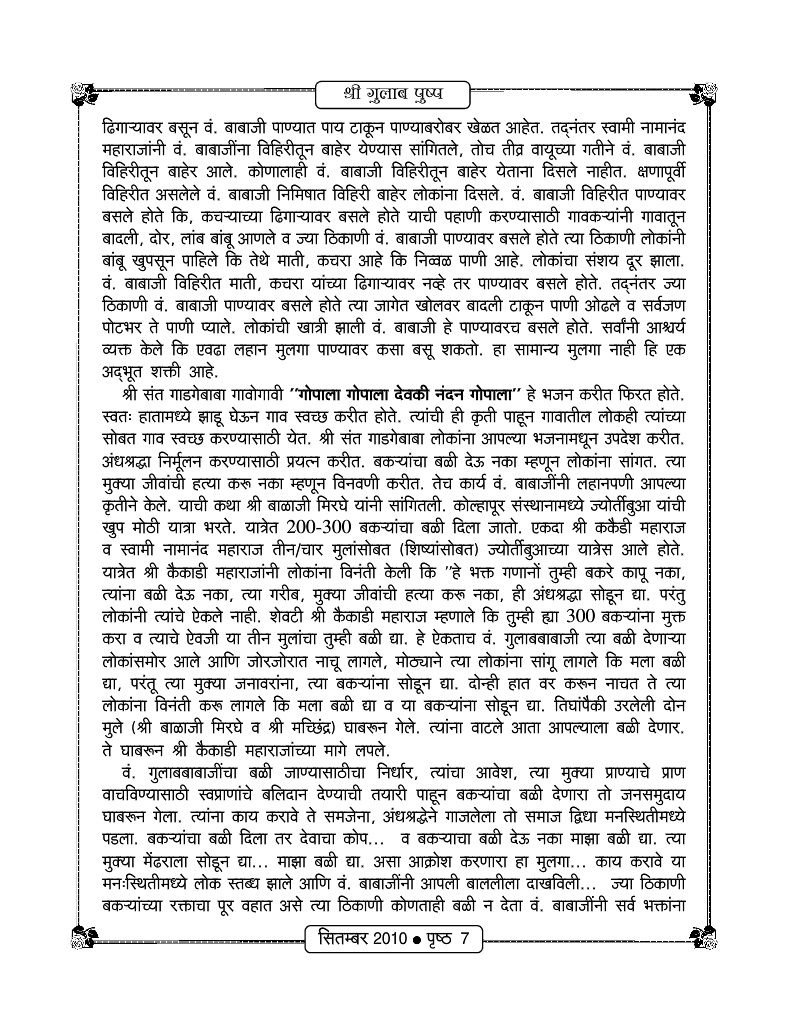 श्री गुलाब पुष्प
ढिगाऱ्यावर बसून वं. बाबाजी पाण्यात पाय टाकून पाण्याबरोबर खेळत आहेत. तद्नंतर स्वामी नामानंद
महाराजांनी वं. बाबाजींना विहिरीतून बाहेर येण्यास सांगितले, तोच तीव्र वायूच्या गतीने वं. बाबाजी
विहिरीतून बाहेर आले. कोणालाही वं. बाबाजी विहिरीतून बाहेर येताना दिसले नाहीत. क्षणापूर्वी
विहिरीत असलेले वं. बाबाजी निमिषात विहिरी बाहेर लोकांना दिसले. वं. बाबाजी विहिरीत पाण्यावर
बसले होते कि, कचऱ्याच्या ढिगाऱ्यावर बसले होते याची पहाणी करण्यासाठी गावकऱ्यांनी गावातून
बादली, दोर, लांब बांबू आणले व ज्या ठिकाणी वं. बाबाजी पाण्यावर बसले होते त्या ठिकाणी लोकांनी
बांबू खुपसून पाहिले कि तेथे माती, कचरा आहे कि निव्वळ पाणी आहे. लोकांचा संशय दूर झाला.
वं. बाबाजी विहिरीत माती, कचरा यांच्या ढिगाऱ्यावर नव्हे तर पाण्यावर बसले होते. तद्नंतर ज्या
ठिकाणी वं. बाबाजी पाण्यावर बसले होते त्या जागेत खोलवर बादली टाकून पाणी ओढले व सर्वजण
पोटभर ते पाणी प्याले. लोकांची खात्री झाली वं. बाबाजी हे पाण्यावरच बसले होते. सर्वांनी आश्चर्य
व्यक्त केले कि एवढा लहान मुलगा पाण्यावर कसा बसू शकतो. हा सामान्य मुलगा नाही हि एक
अद्भूत शक्ती आहे.
श्री संत गाडगेबाबा गावोगावी ''गोपाला गोपाला देवकी नंदन गोपाला'' हे भजन करीत फिरत होते.
स्वतः हातामध्ये झाडू घेऊन गाव स्वच्छ करीत होते. त्यांची ही कृती पाहून गावातील लोकही त्यांच्या
सोबत गाव स्वच्छ करण्यासाठी येत. श्री संत गाडगेबाबा लोकांना आपल्या भजनामधून उपदेश करीत.
अंधश्रद्धा निर्मूलन करण्यासाठी प्रयत्न करीत. बकऱ्यांचा बळी देऊ नका म्हणून लोकांना सांगत. त्या
मुक्या जीवांची हत्या करू नका म्हणून विनवणी करीत. तेच कार्य वं. बाबाजींनी लहानपणी आपल्या
कृतीने केले. याची कथा श्री बाळाजी मिरघे यांनी सांगितली. कोल्हापूर संस्थानामध्ये ज्योर्तीबुआ यांची
खुप मोठी यात्रा भरते. यात्रेत 200-300 बकऱ्यांचा बळी दिला जातो. एकदा श्री ककैडी महाराज
व स्वामी नामानंद महाराज तीन/चार मुलांसोबत (शिष्यांसोबत) ज्योर्तीबुआच्या यात्रेस आले होते.
यात्रेत श्री कैकाडी महाराजांनी लोकांना विनंती केली कि ''हे भक्त गणानों तुम्ही बकरे कापू नका,
त्यांना बळी देऊ नका, त्या गरीब, मुक्या जीवांची हत्या करू नका, ही अंधश्रद्धा सोडून द्या. परंतु
लोकांनी त्यांचे ऐकले नाही. शेवटी श्री कैकाडी महाराज म्हणाले कि तुम्ही ह्या 300 बकऱ्यांना मुक्त
करा व त्याचे ऐवजी या तीन मुलांचा तुम्ही बळी द्या. हे ऐकताच वं. गुलाबबाबाजी त्या बळी देणाऱ्या
लोकांसमोर आले आणि जोरजोरात नाचू लागले, मोठ्याने त्या लोकांना सांगू लागले कि मला बळी
द्या, परंतू त्या मुक्या जनावरांना, त्या बकऱ्यांना सोडून द्या. दोन्ही हात वर करून नाचत ते त्या
लोकांना विनंती करू लागले कि मला बळी द्या व या बकऱ्यांना सोडून द्या. तिघांपैकी उरलेली दोन
मुले (श्री बाळाजी मिरघे व श्री मच्छिंद्र) घाबरून गेले. त्यांना वाटले आता आपल्याला बळी देणार.
ते घाबरून श्री कैकाडी महाराजांच्या मागे लपले.
वं. गुलाबबाबाजींचा बळी जाण्यासाठीचा निर्धार, त्यांचा आवेश, त्या मुक्या प्राण्याचे प्राण
वाचविण्यासाठी स्वप्राणांचे बलिदान देण्याची तयारी पाहून बकऱ्यांचा बळी देणारा तो जनसमुदाय
घाबरून गेला. त्यांना काय करावे ते समजेना, अंधश्रद्धेने गाजलेला तो समाज द्विधा मनस्थितीमध्ये
पडला. बकऱ्यांचा बळी दिला तर देवाचा कोप... व बकऱ्याचा बळी देऊ नका माझा बळी द्या. त्या
मुक्या मेंढराला सोडून द्या... माझा बळी द्या. असा आक्रोश करणारा हा मुलगा... काय करावे या
मनःस्थितीमध्ये लोक स्तब्ध झाले आणि वं. बाबाजींनी आपली बाललीला दाखविली... ज्या ठिकाणी
बकऱ्यांच्या रक्ताचा पूर वहात असे त्या ठिकाणी कोणताही बळी न देता वं. बाबाजींनी सर्व भक्तांना
सितम्बर 2010 ● पृष्ठ 7